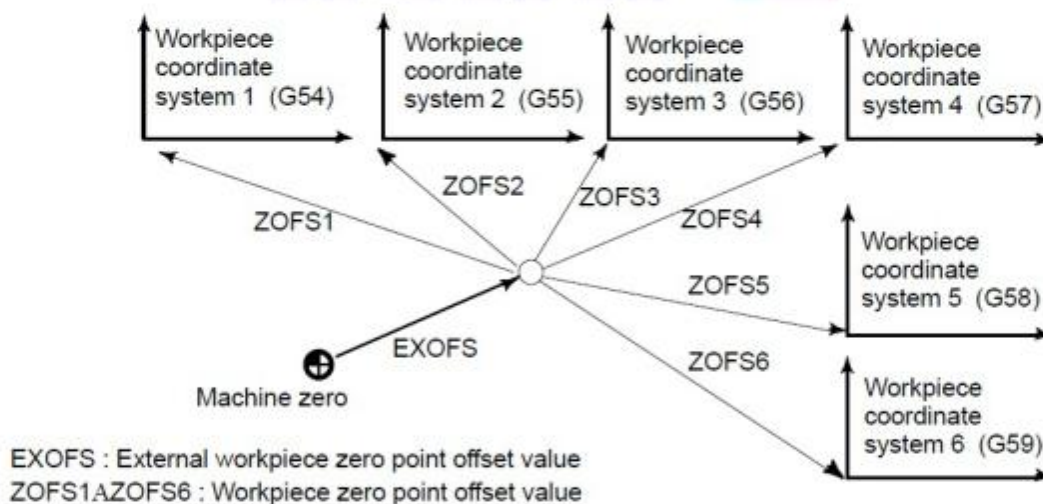 Workpiece
coordinate
system 1 (G54)
Workpiece
coordinate
system 2 (G55)
Workpiece
coordinate
system 3 (G56)
Workpiece
coordinate
system 4 (G57)
ZOFS1
ZOFS2
ZOFS3
ZOFS4
ZOFS5
Workpiece
coordinate
system 5 (G58)
EXOFS
ZOFS6
Machine zero
Workpiece
coordinate
system 6 (G59)
EXOFS : External workpiece zero point offset value
ZOFS1AZOFS6 : Workpiece zero point offset value